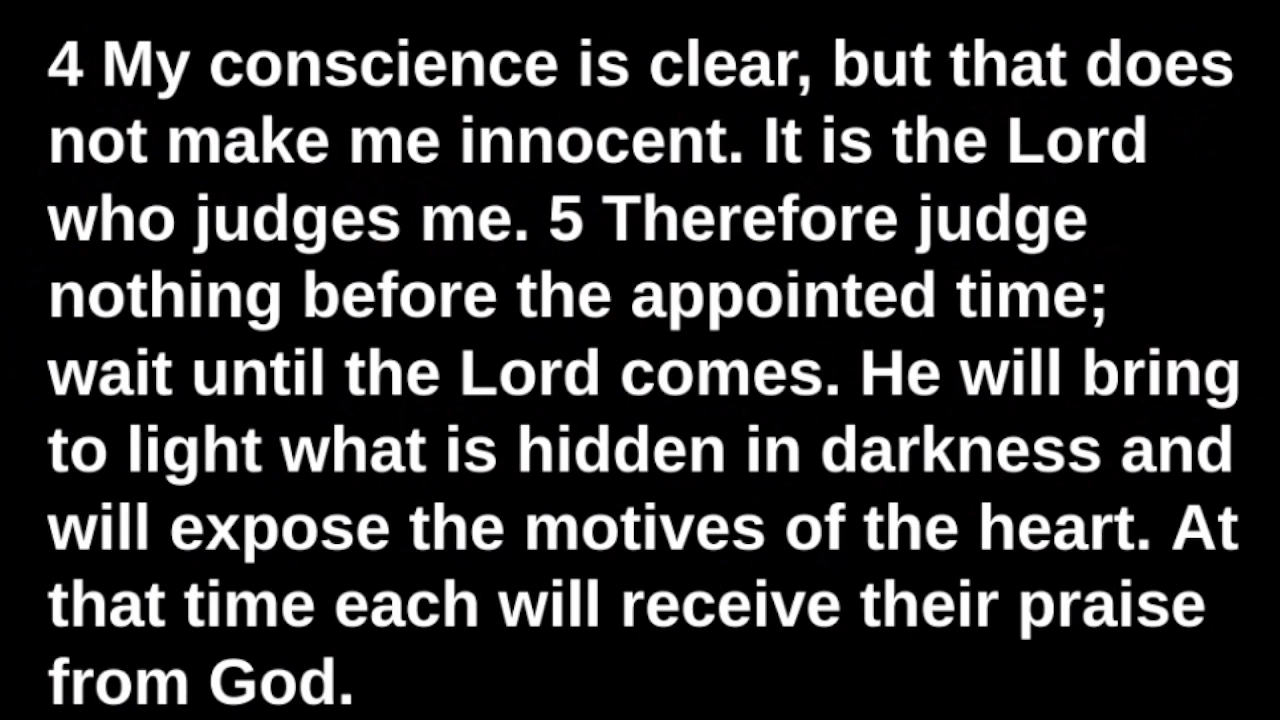 4 My conscience is clear, but that does
not make me innocent. It is the Lord
who judges me. 5 Therefore judge
nothing before the appointed time;
wait until the Lord comes. He will bring
to light what is hidden in darkness and
will expose the motives of the heart. At
that time each will receive their praise
from God.